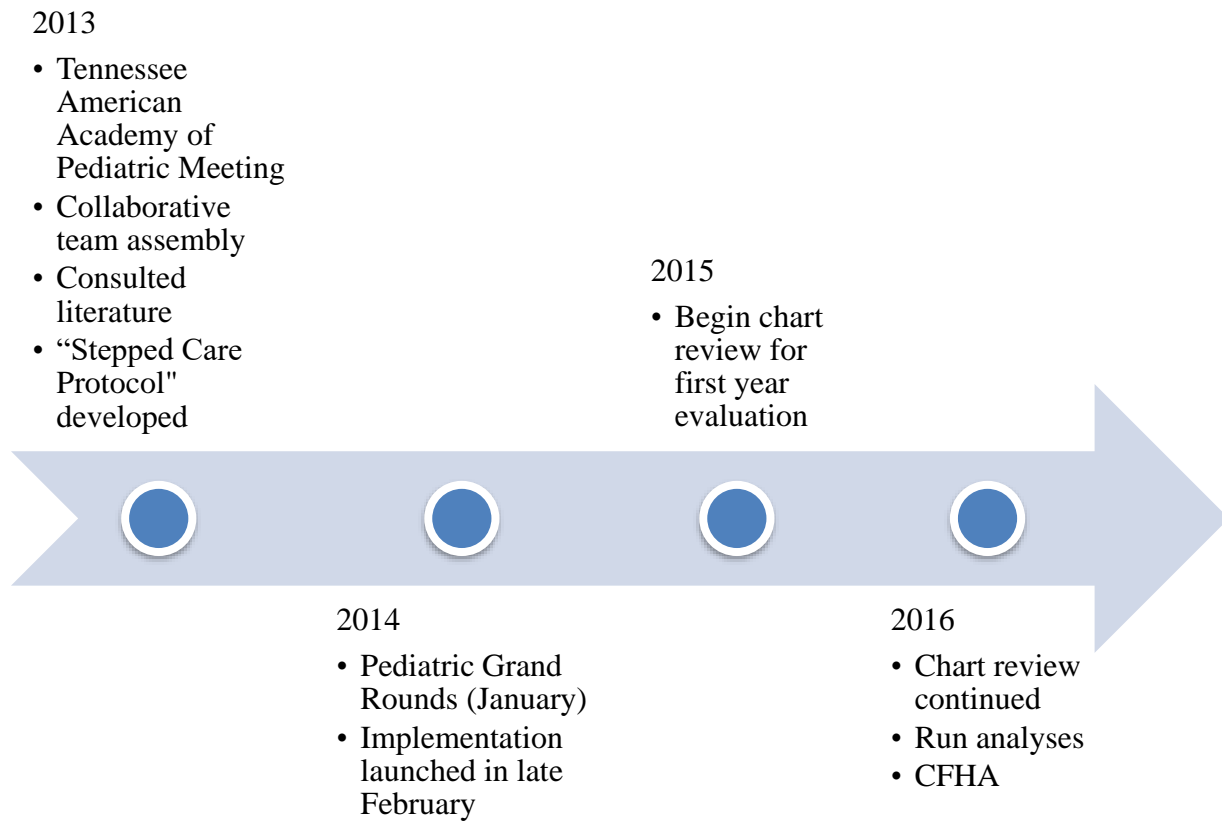 2013
• Tennessee
American
Academy of
Pediatric Meeting
• Collaborative
team assembly
• Consulted
literature
• “Stepped Care
Protocol"
developed
2014
• Pediatric Grand
Rounds (January)
• Implementation
launched in late
February
2015
• Begin chart
review for
first year
evaluation
2016
• Chart review
continued
• Run analyses
• CFHA